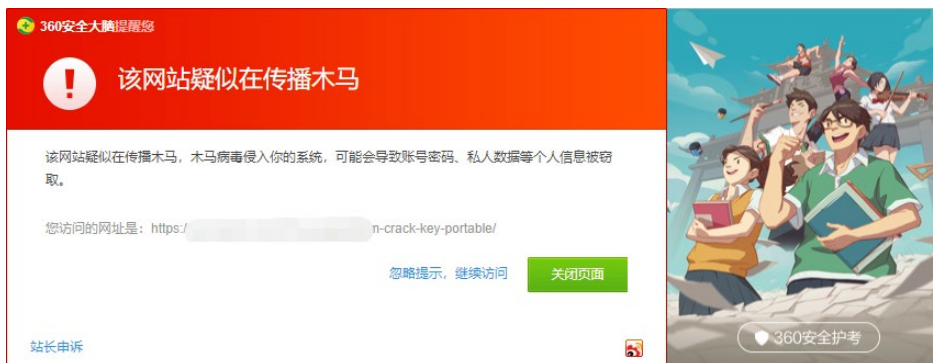 360安全大脑提醒您
该网站疑似在传播木马
该网站疑似在传播木马，木马病毒侵入你的系统，可能会导致账号密码、私人数据等个人信息被窃
取。
您访问的网址是：https:/ -crack-key-portable/
忽略提示，继续访问 关闭页面
站长申诉
360安全护考